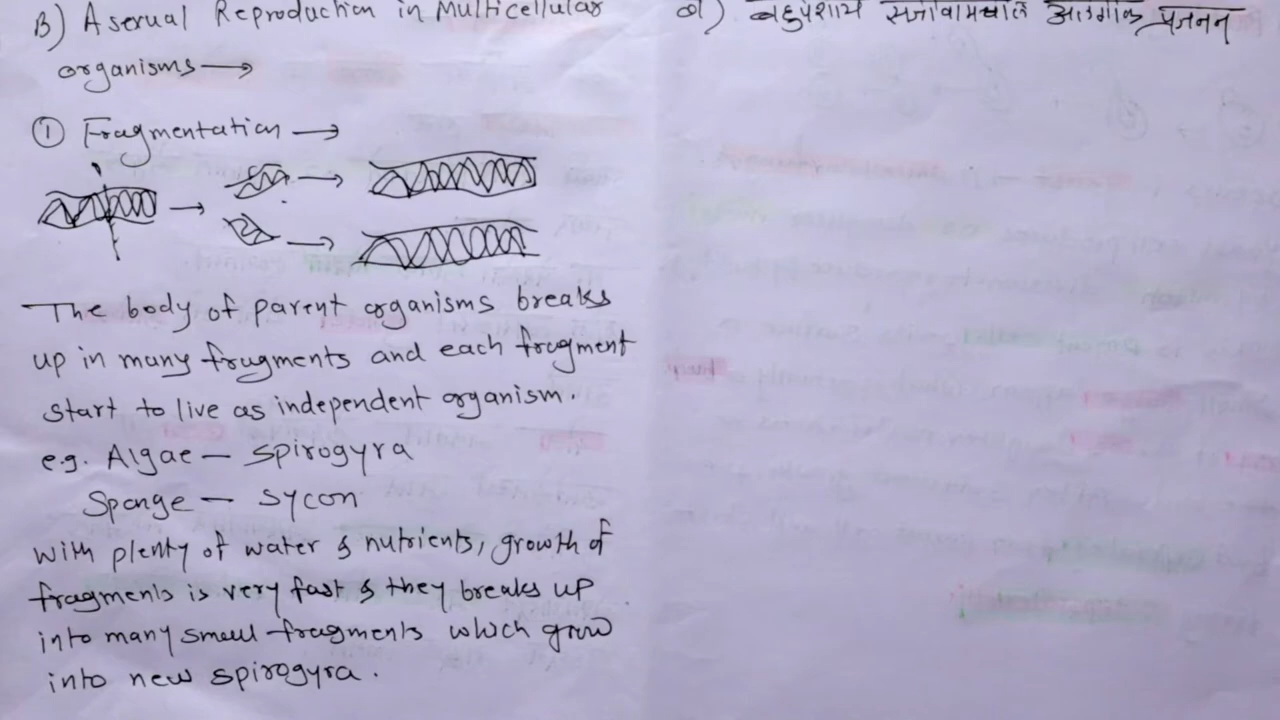 B) Asexual Reproduction in Multicellular
organisms →
① Fragmentation →
The body of parent organisms breaks
up in many fragments and each fragment
start to live as independent organism.
e.g. Algae – Spirogyra
Sponge – Sycon
With plenty of water & nutrients, growth of
fragments is very fast & they breaks up
into many small fragments which grow
into new spirogyra.
ब) बहुपेशीय सजीवांमधील प्रजनन